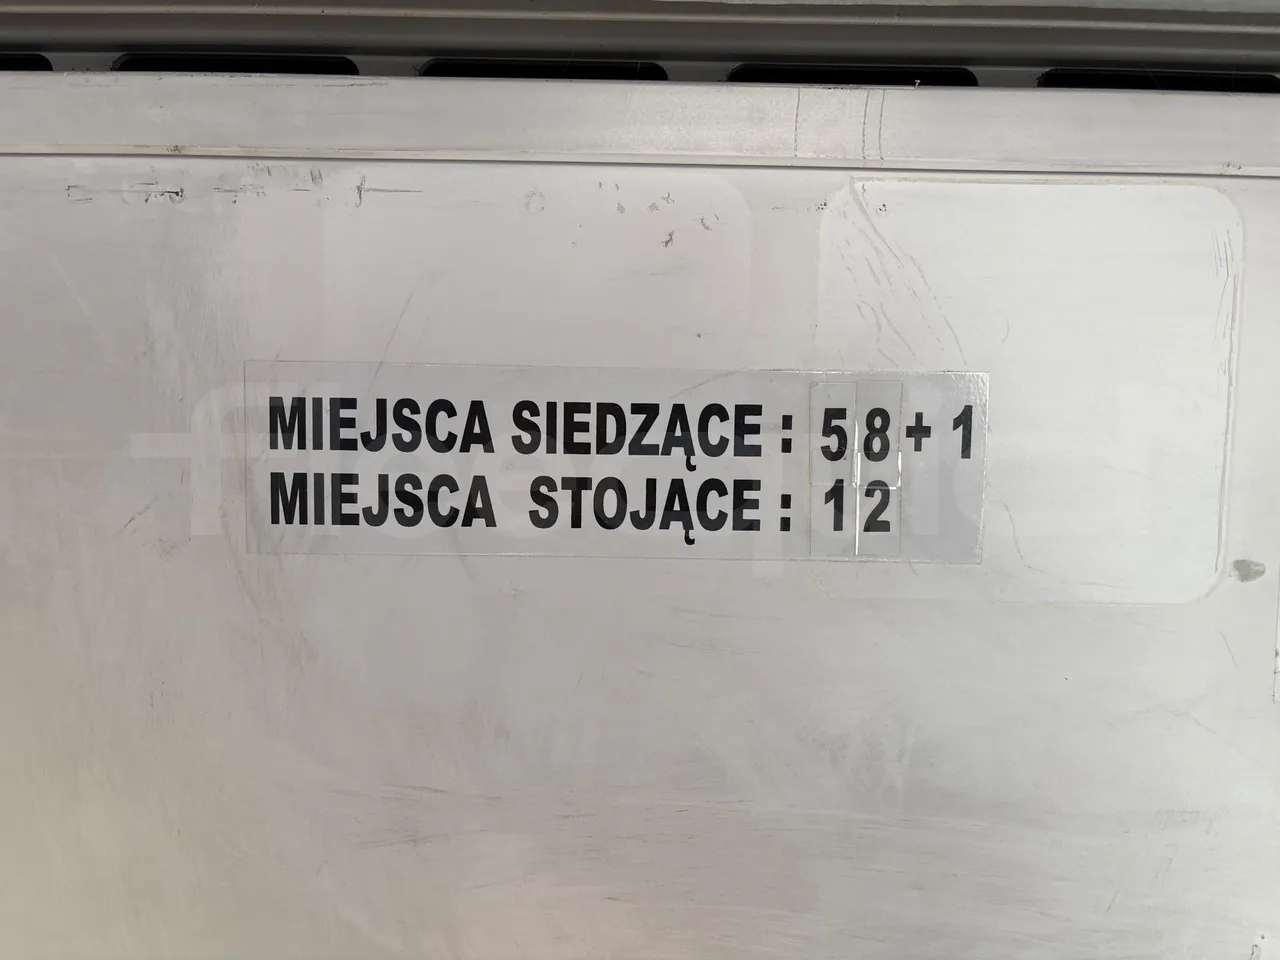 MIEJSCA SIEDZĄCE : 58 + 1
MIEJSCA STOJĄCE : 12